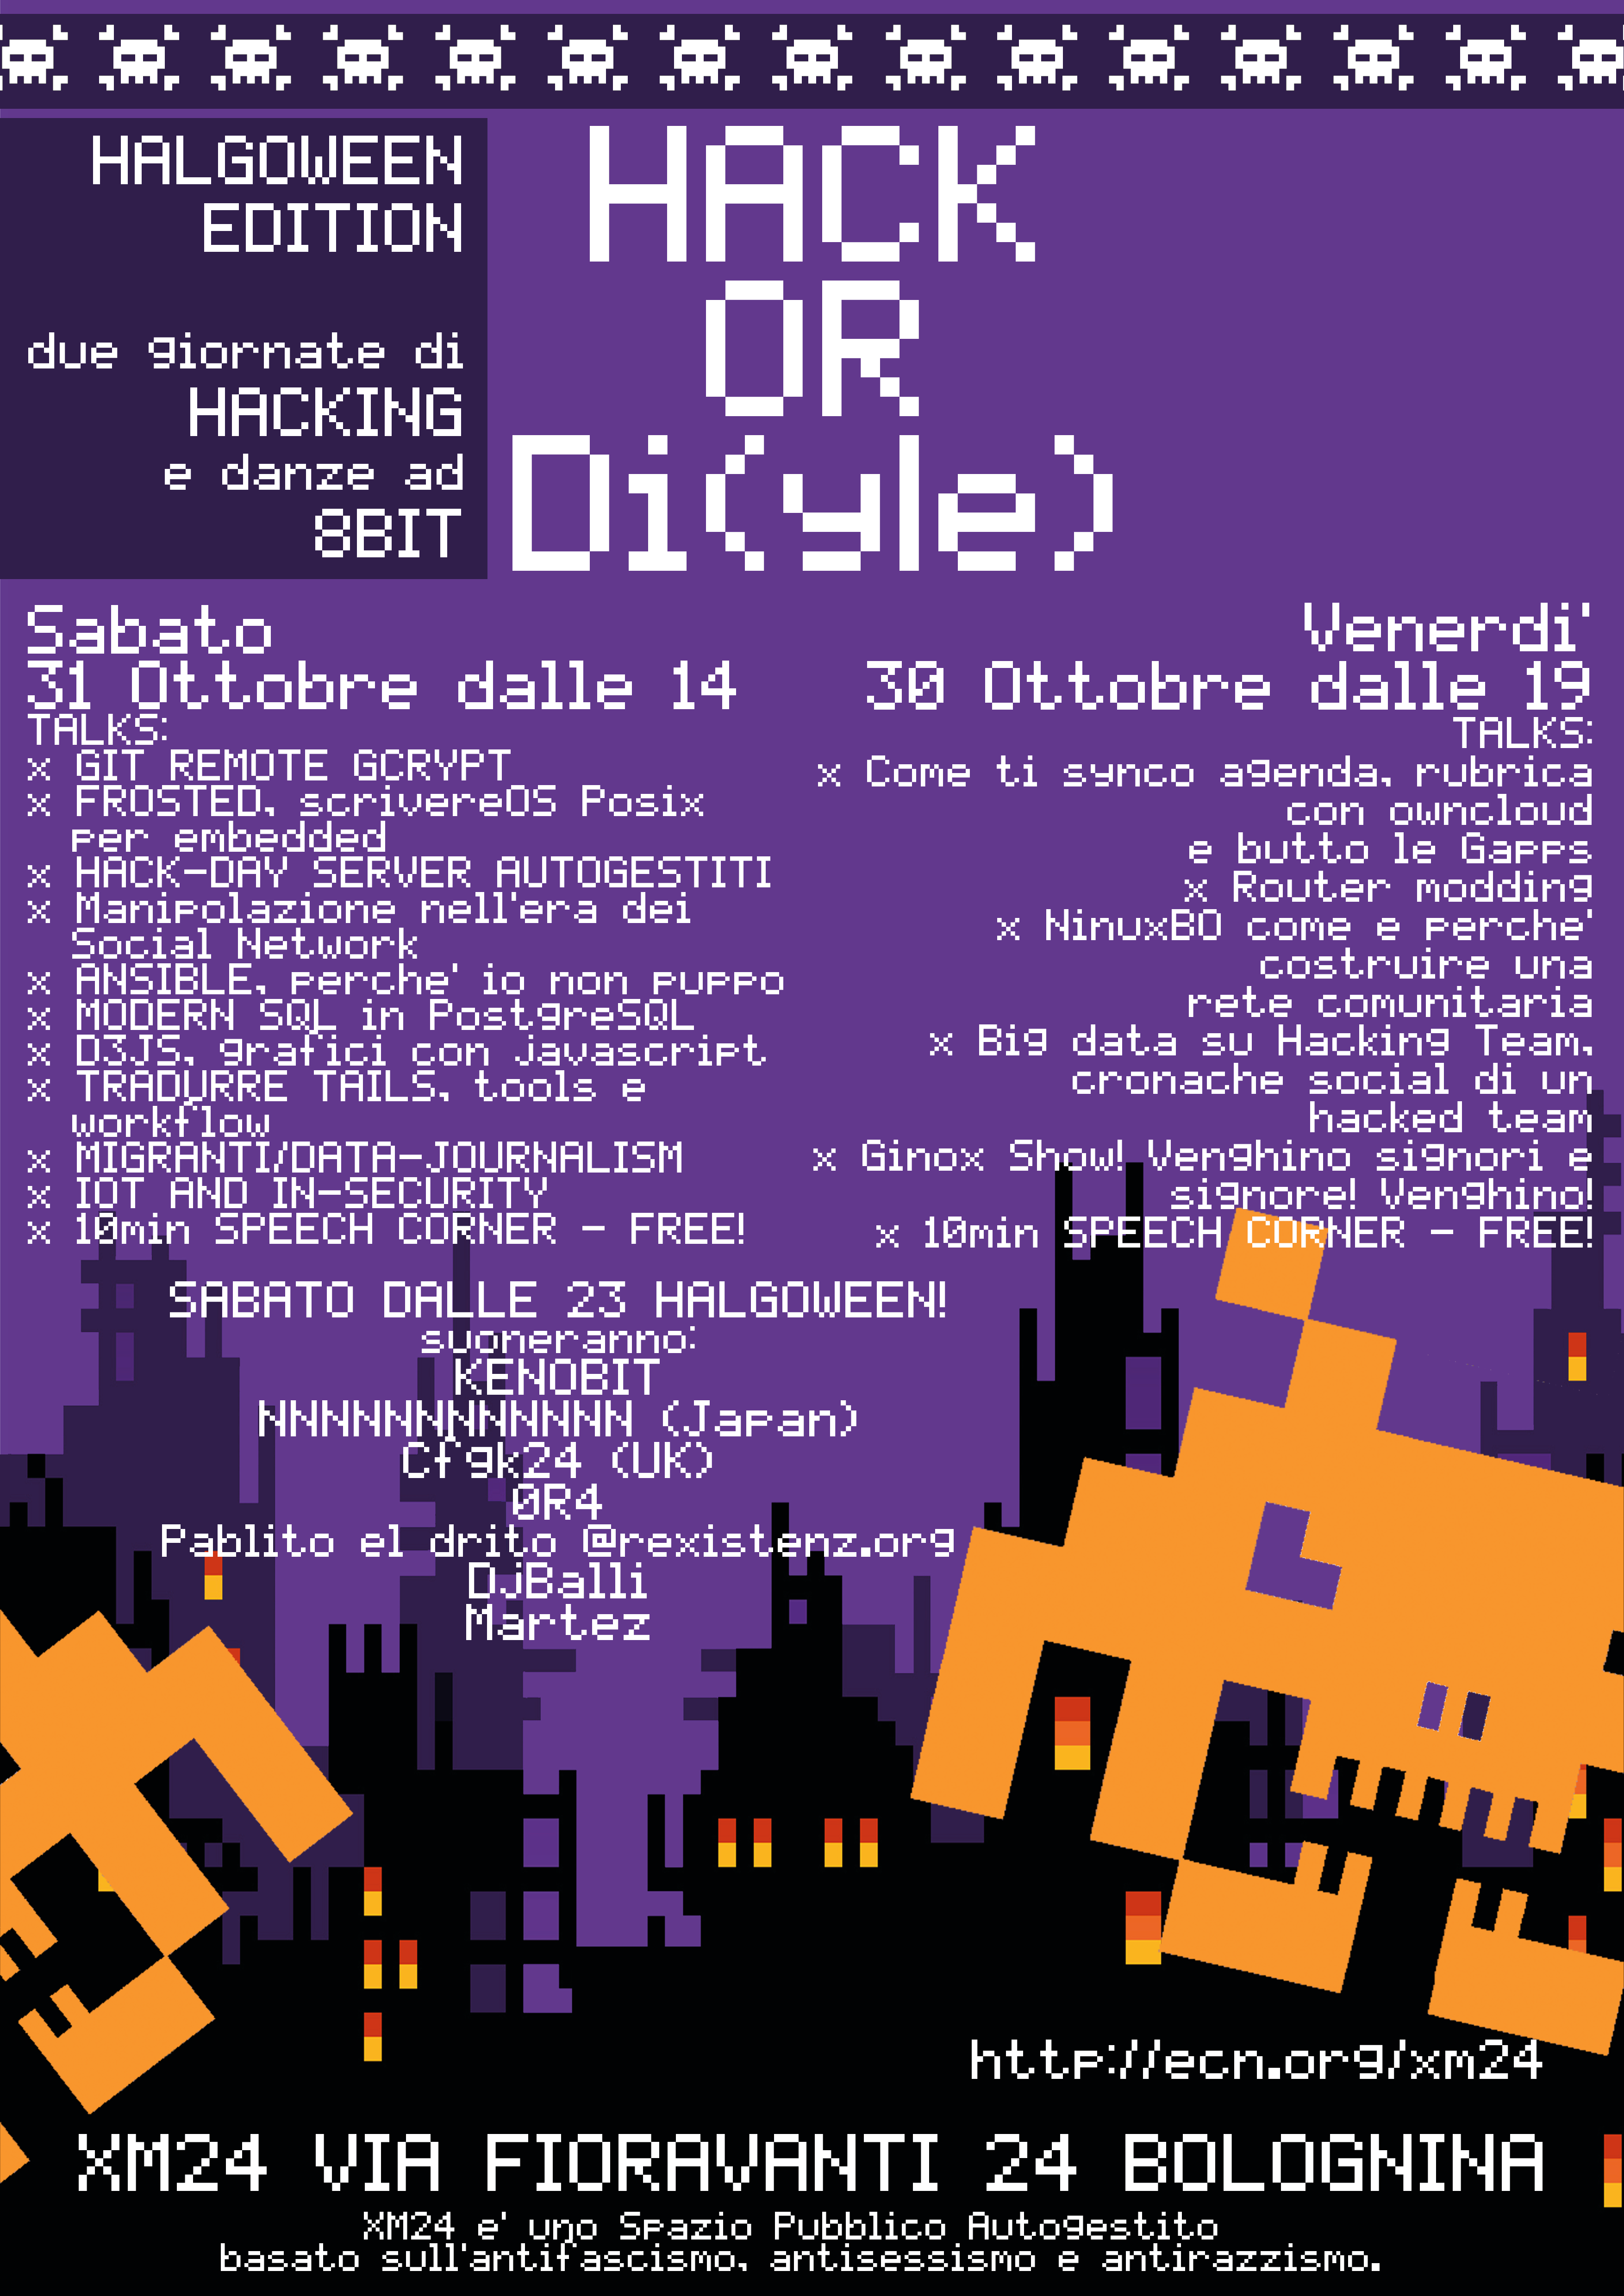 HALGOWEEN
EDITION
due giornate di
HACKING
e danze ad
8BIT
HACK
OR
Di(yle)
Sabato
31 Ottobre dalle 14
TALKS:
x GIT REMOTE GCRYPT
x FROSTED, scrivereOS Posix
per embedded
x HACK-DAY SERVER AUTOGESTITI
x Manipolazione nell'era dei
Social Network
x ANSIBLE, perche' io non puppo
x MODERN SQL in PostgreSQL
x D3JS, grafici con javascript
x TRADURRE TAILS, tools e
workflow
x MIGRANTI/DATA-JOURNALISM
x IOT AND IN-SECURITY
x 10min SPEECH CORNER - FREE!
Venerdi'
30 Ottobre dalle 19
TALKS:
x Come ti synco agenda, rubrica
con owncloud
e butto le Gapps
x Router modding
x NinuxBO come e perche'
costruire una
rete comunitaria
x Big data su Hacking Team,
cronache social di un
hacked team
x Ginox Show! Venghino signori e
signore! Venghino!
x 10min SPEECH CORNER - FREE!
SABATO DALLE 23 HALGOWEEN!
suoneranno:
KENOBIT
NNNNNNNNNNNN (Japan)
Cfgk24 (UK)
0R4
Pablito el drito @rexistenz.org
DjBalli
Martez
http://ecn.org/xm24
XM24 VIA FIORAVANTI 24 BOLOGNINA
XM24 e' uno Spazio Pubblico Autogestito
basato sull'antifascismo, antisessismo e antirazzismo.